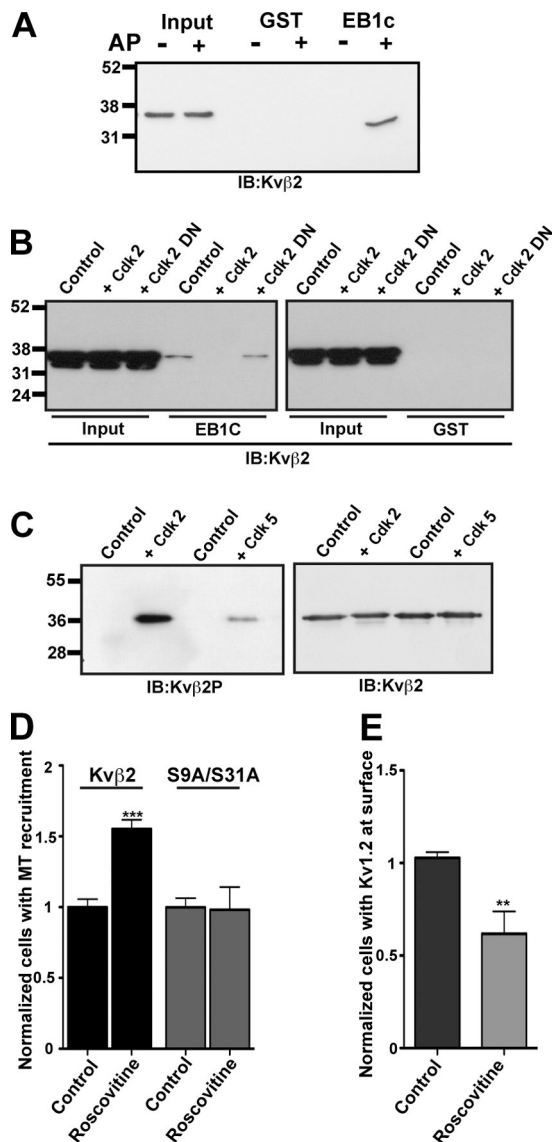 A
Input GST EB1c
AP - + - + - +
52
38
31
IB:Kvβ2
B
Control + Cdk2 + Cdk2 DN Control + Cdk2 + Cdk2 DN Control + Cdk2 + Cdk2 DN Control + Cdk2 + Cdk2 DN
52
38
31
24
Input EB1C Input GST
IB:Kvβ2
C
Control + Cdk2 Control + Cdk5 Control + Cdk2 Control + Cdk5
55
36
28
IB:Kvβ2P IB:Kvβ2
D
Kvβ2 S9A/S31A
Normalized cells with MT recruitment
2
1.5
1
0.5
0
***
Control Roscovitine Control Roscovitine
E
Normalized cells with Kv1.2 at surface
1.5
1
0.5
0
**
Control Roscovitine